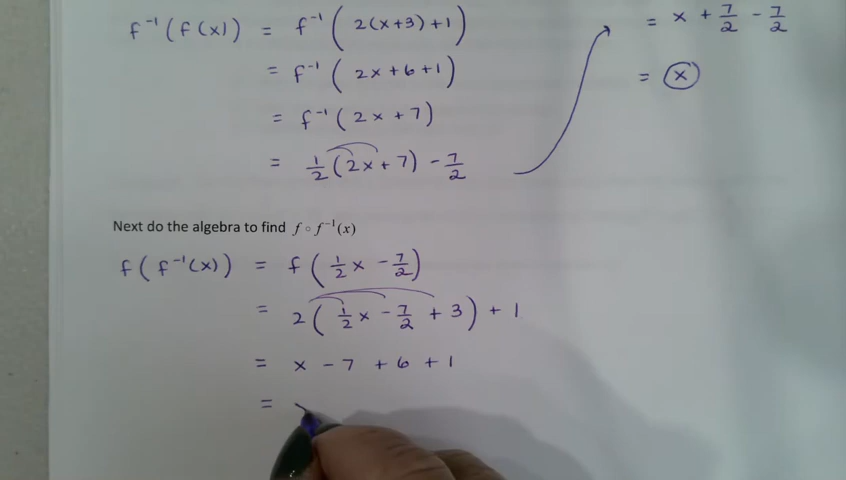 f⁻¹(f(x)) = f⁻¹(2(x+3)+1)
= f⁻¹(2x+6+1)
= f⁻¹(2x+7)
= 1/2(2x+7) - 7/2
= x + 7/2 - 7/2
= x
Next do the algebra to find f ∘ f⁻¹(x)
f(f⁻¹(x)) = f(1/2x - 7/2)
= 2(1/2x - 7/2 + 3) + 1
= x - 7 + 6 + 1
=